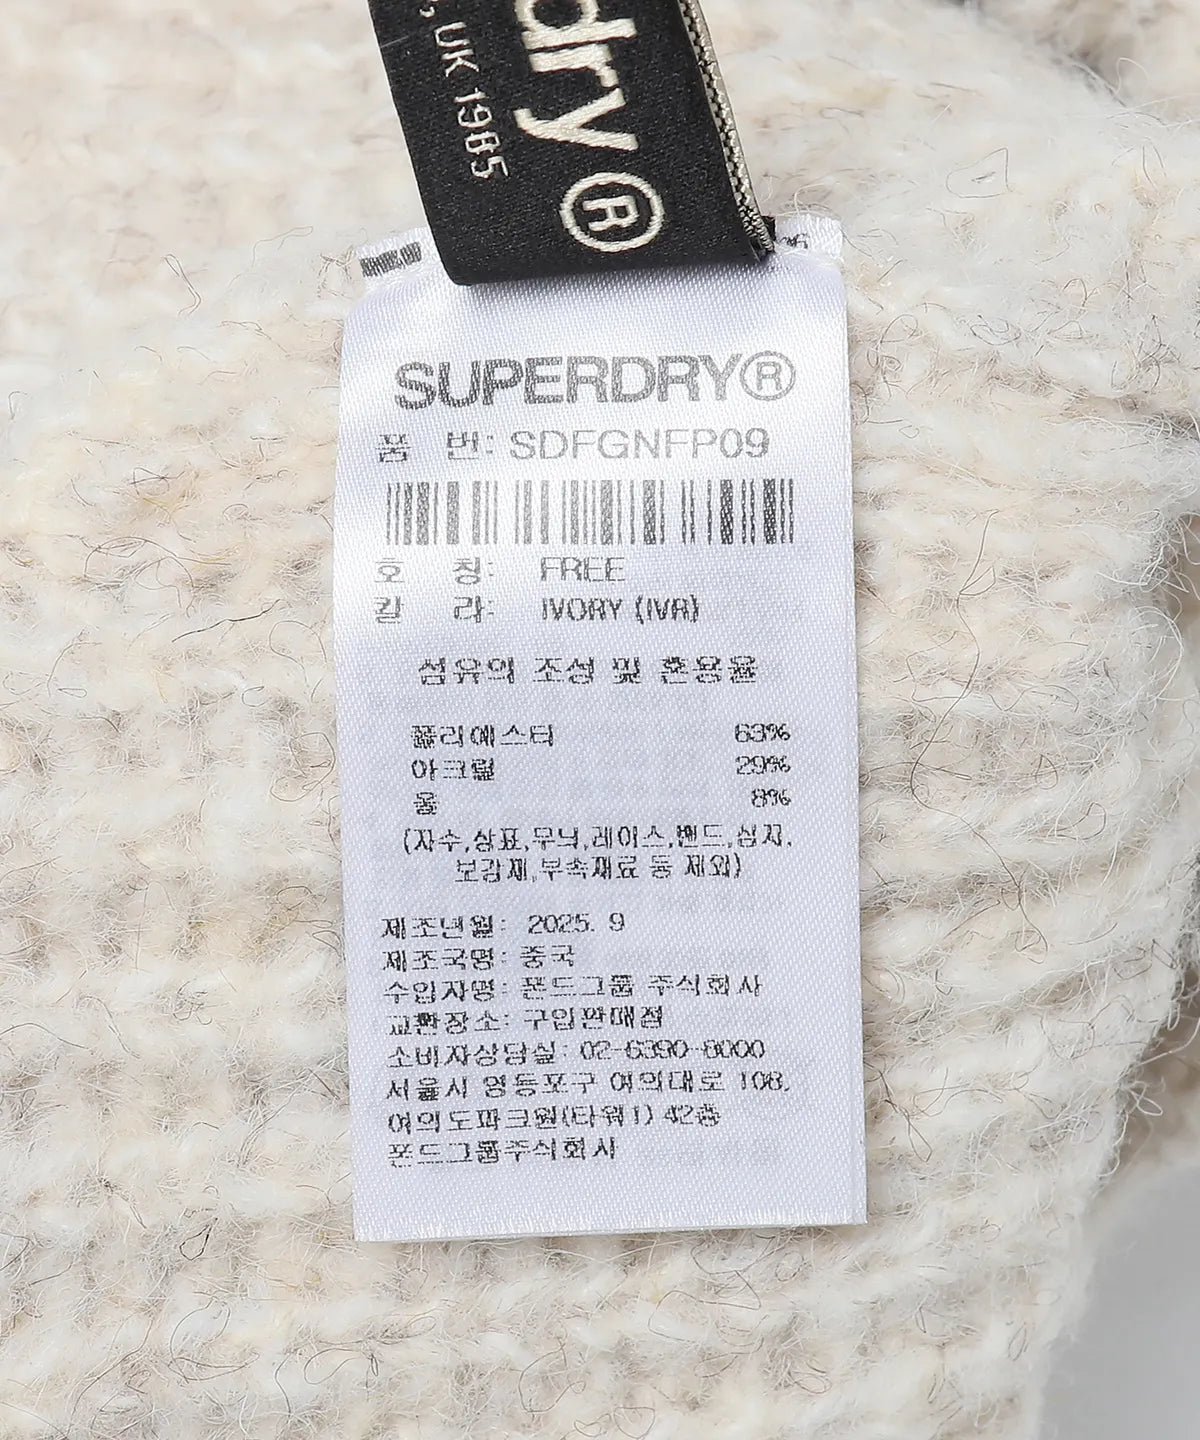 dry®
, UK 1985
SUPERDRY®
품 번: SDFGNFP09
호 칭: FREE
칼 라: IVORY (IVR)
섬유의 조성 및 혼용율
폴리에스터 63%
아크릴 29%
울 8%
(자수,상표,무늬,레이스,밴드,심지,
보강재,부속재료 등 제외)
제조년월: 2025. 9
제조국명: 중국
수입자명: 폰드그룹 주식회사
교환장소: 구입판매점
소비자상담실: 02-6390-8000
서울시 영등포구 여의대로 108,
여의도파크원(타워1) 42층
폰드그룹주식회사